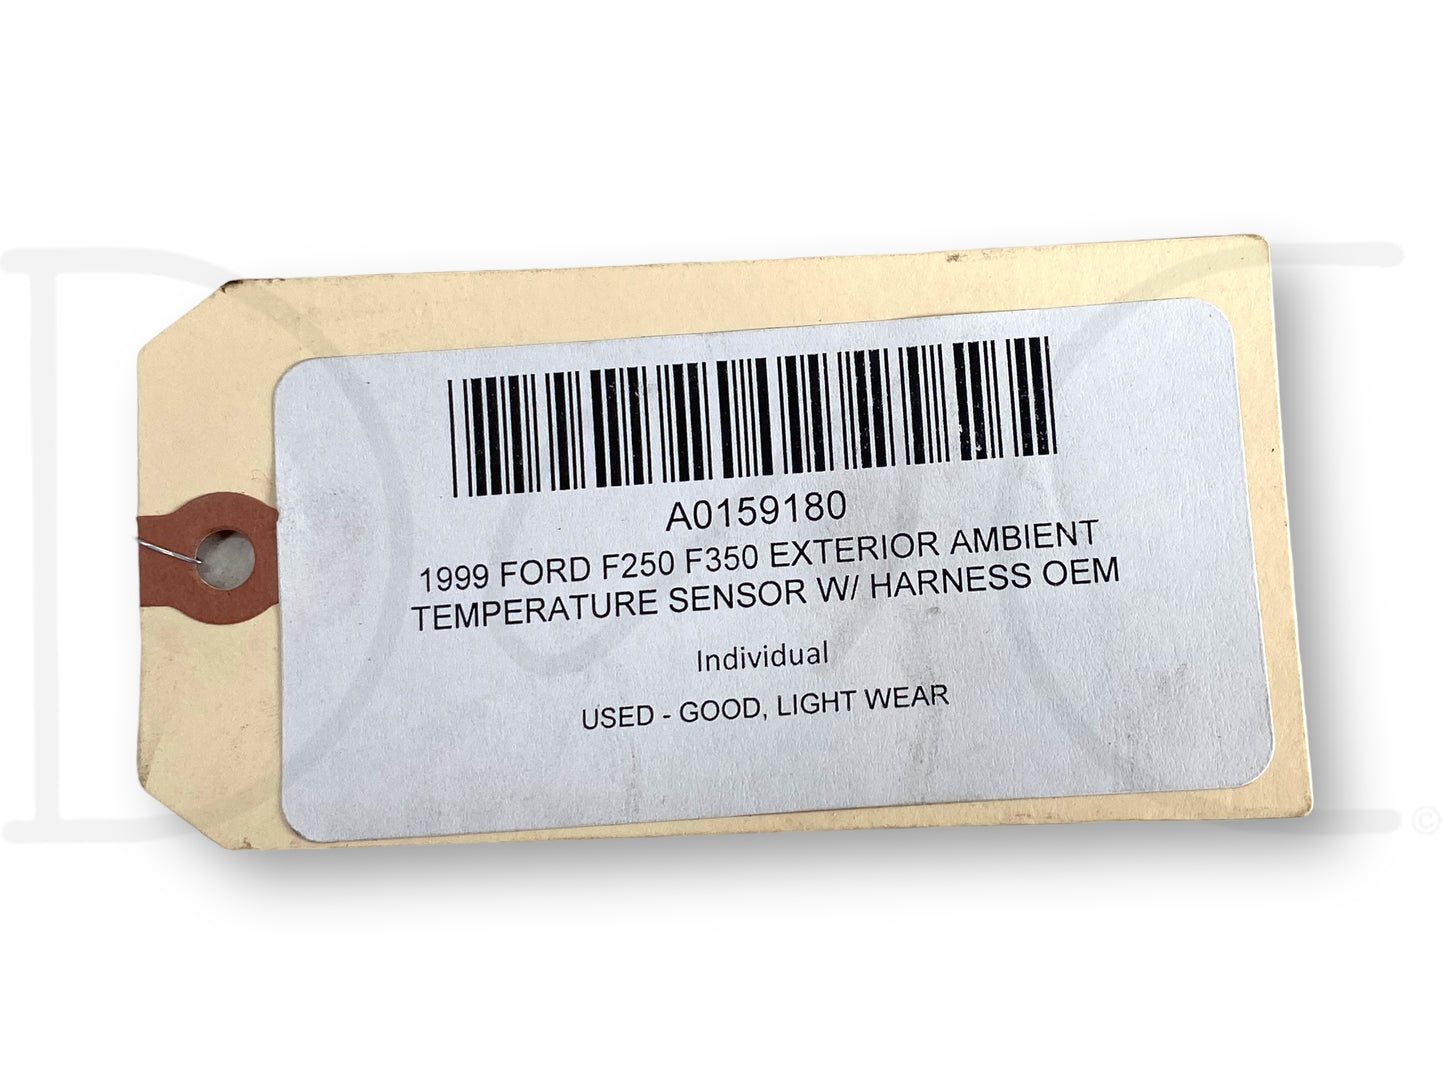 A0159180
1999 FORD F250 F350 EXTERIOR AMBIENT
TEMPERATURE SENSOR W/ HARNESS OEM
Individual
USED - GOOD, LIGHT WEAR
©